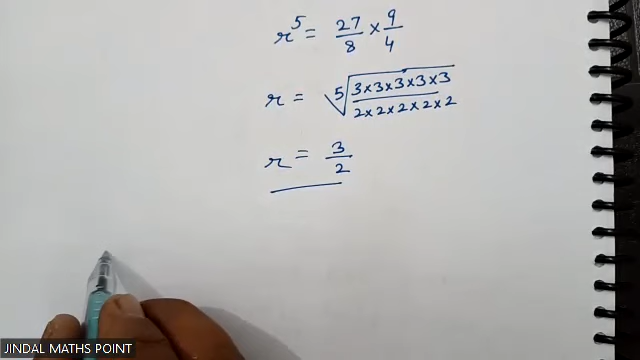 r⁵ = 27/8 × 9/4
r = ⁵√(3×3×3×3×3 / 2×2×2×2×2)
r = 3/2
JINDAL MATHS POINT